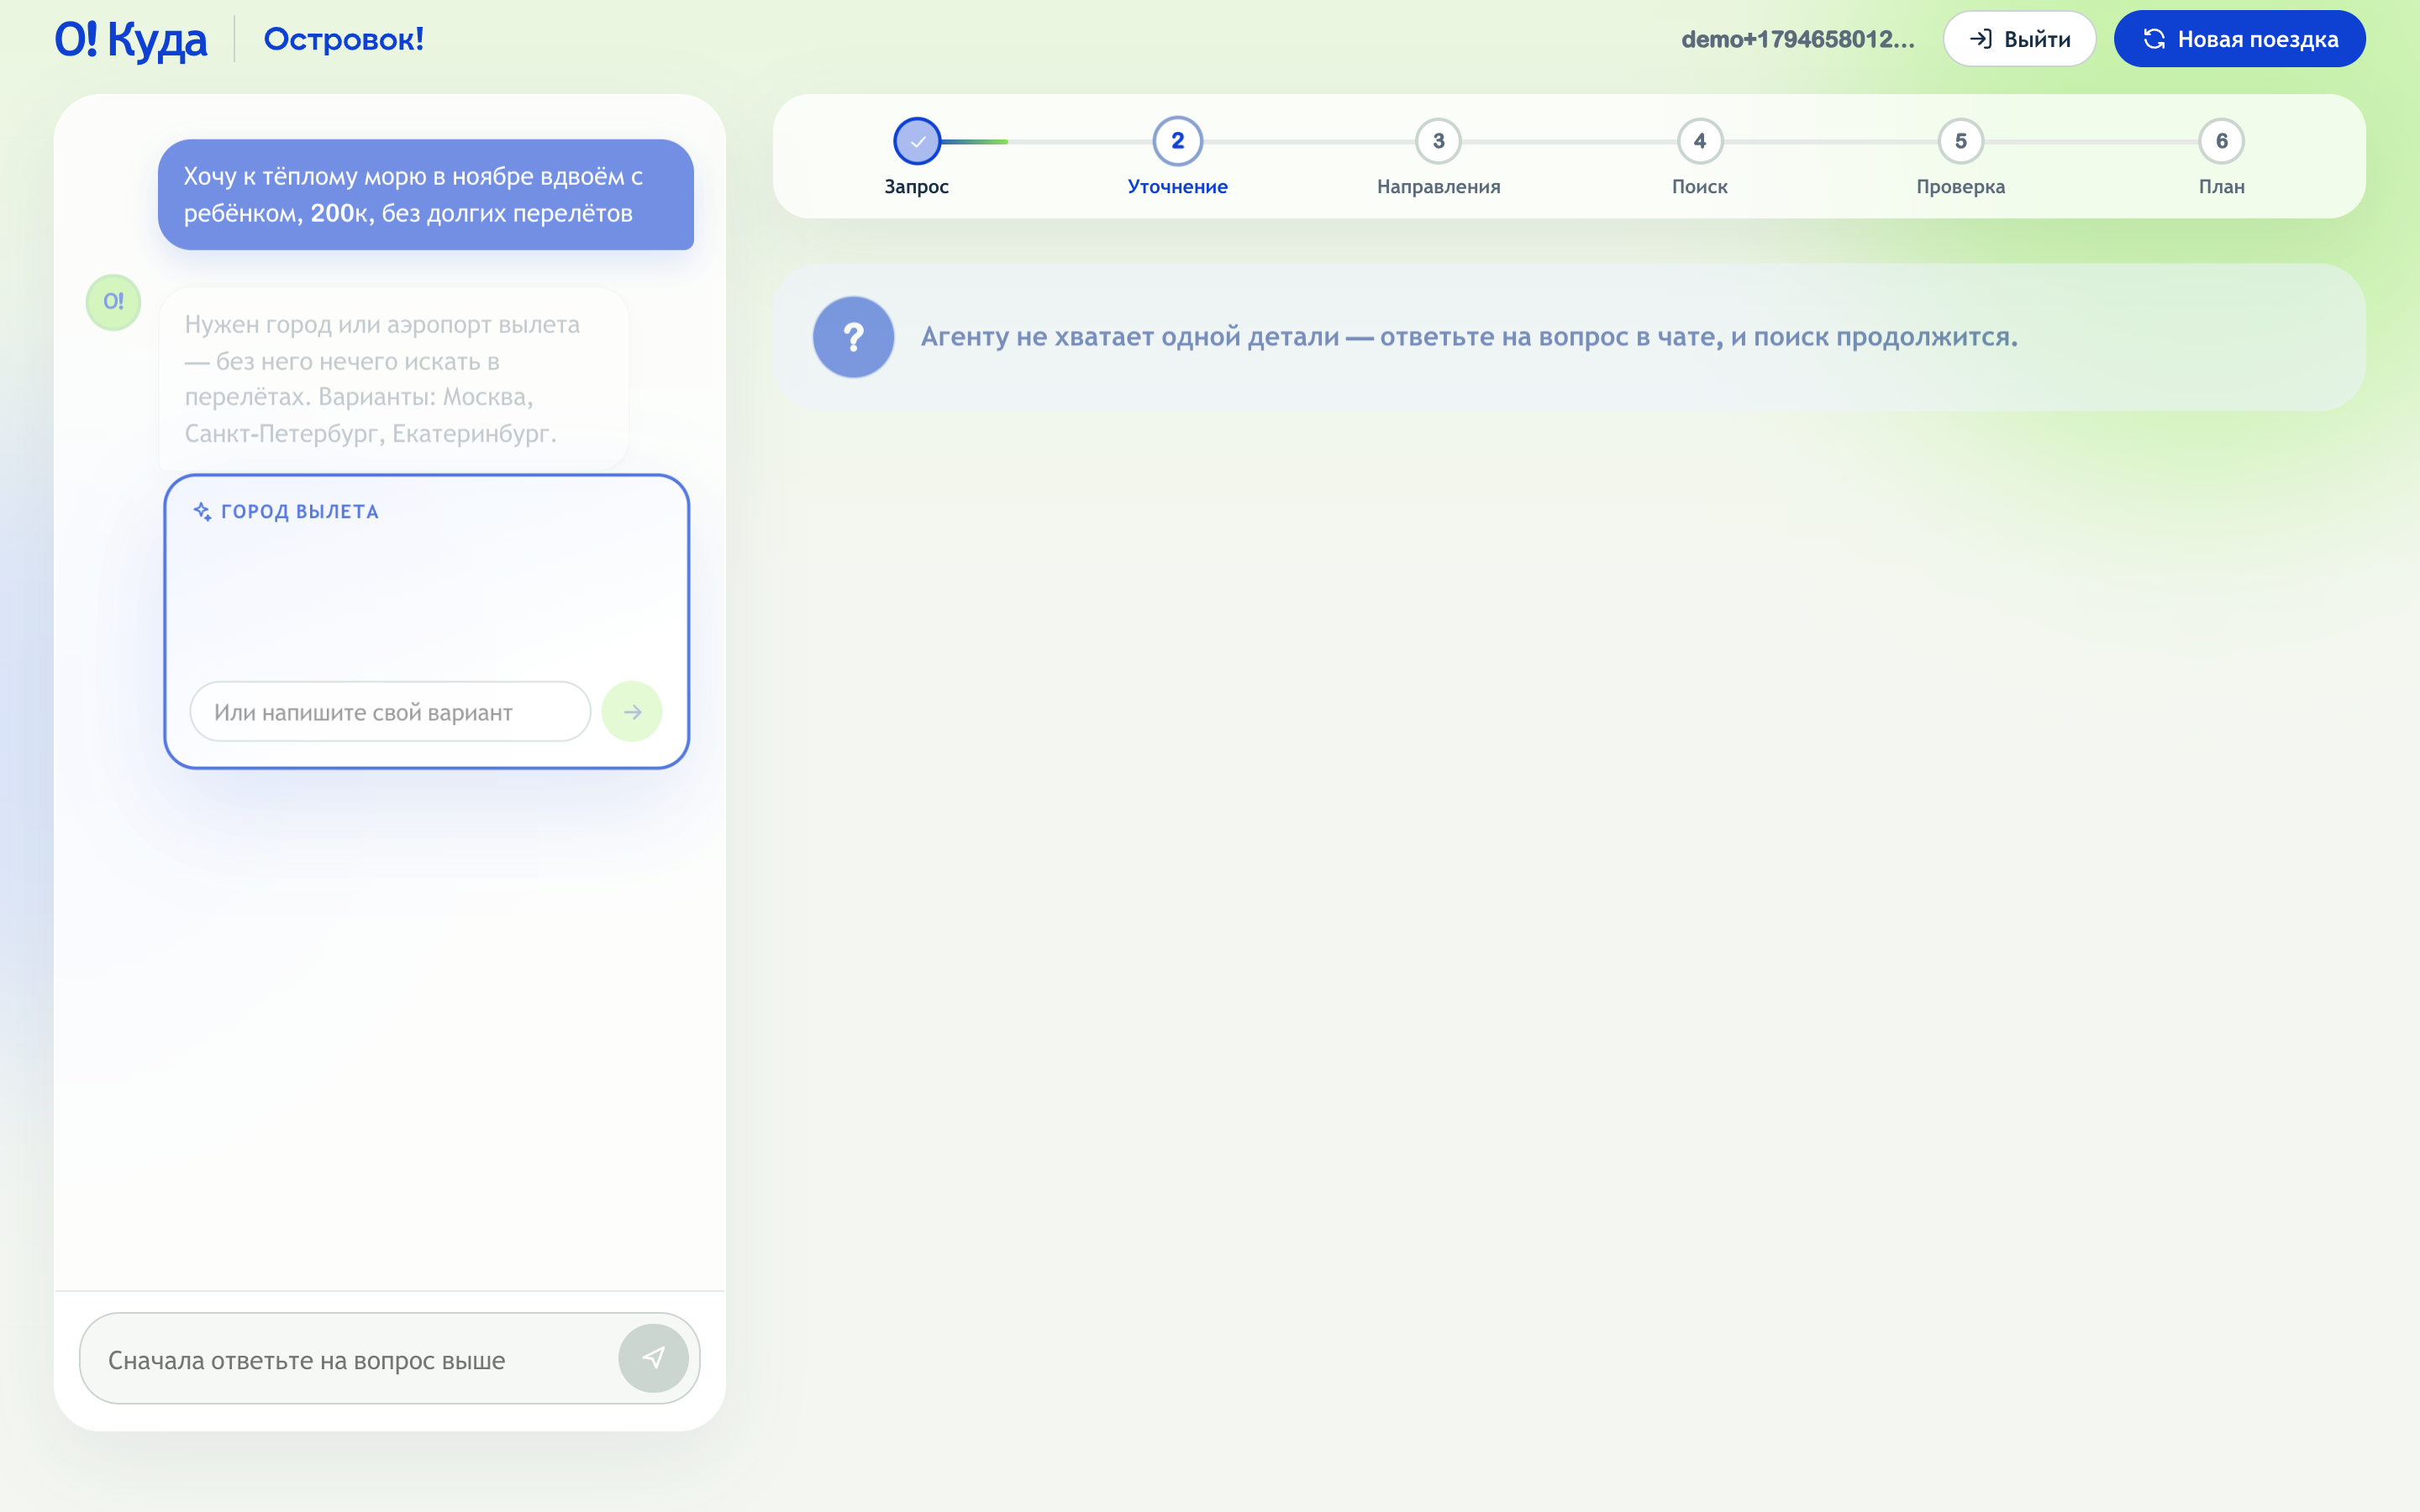 О! Куда
Островок!
demo+1794658012...
Выйти
Новая поездка
Хочу к тёплому морю в ноябре вдвоём с
ребёнком, 200к, без долгих перелётов
О!
Нужен город или аэропорт вылета
— без него нечего искать в
перелётах. Варианты: Москва,
Санкт-Петербург, Екатеринбург.
ГОРОД ВЫЛЕТА
Или напишите свой вариант
Сначала ответьте на вопрос выше
2
3
4
5
6
Запрос
Уточнение
Направления
Поиск
Проверка
План
?
Агенту не хватает одной детали — ответьте на вопрос в чате, и поиск продолжится.